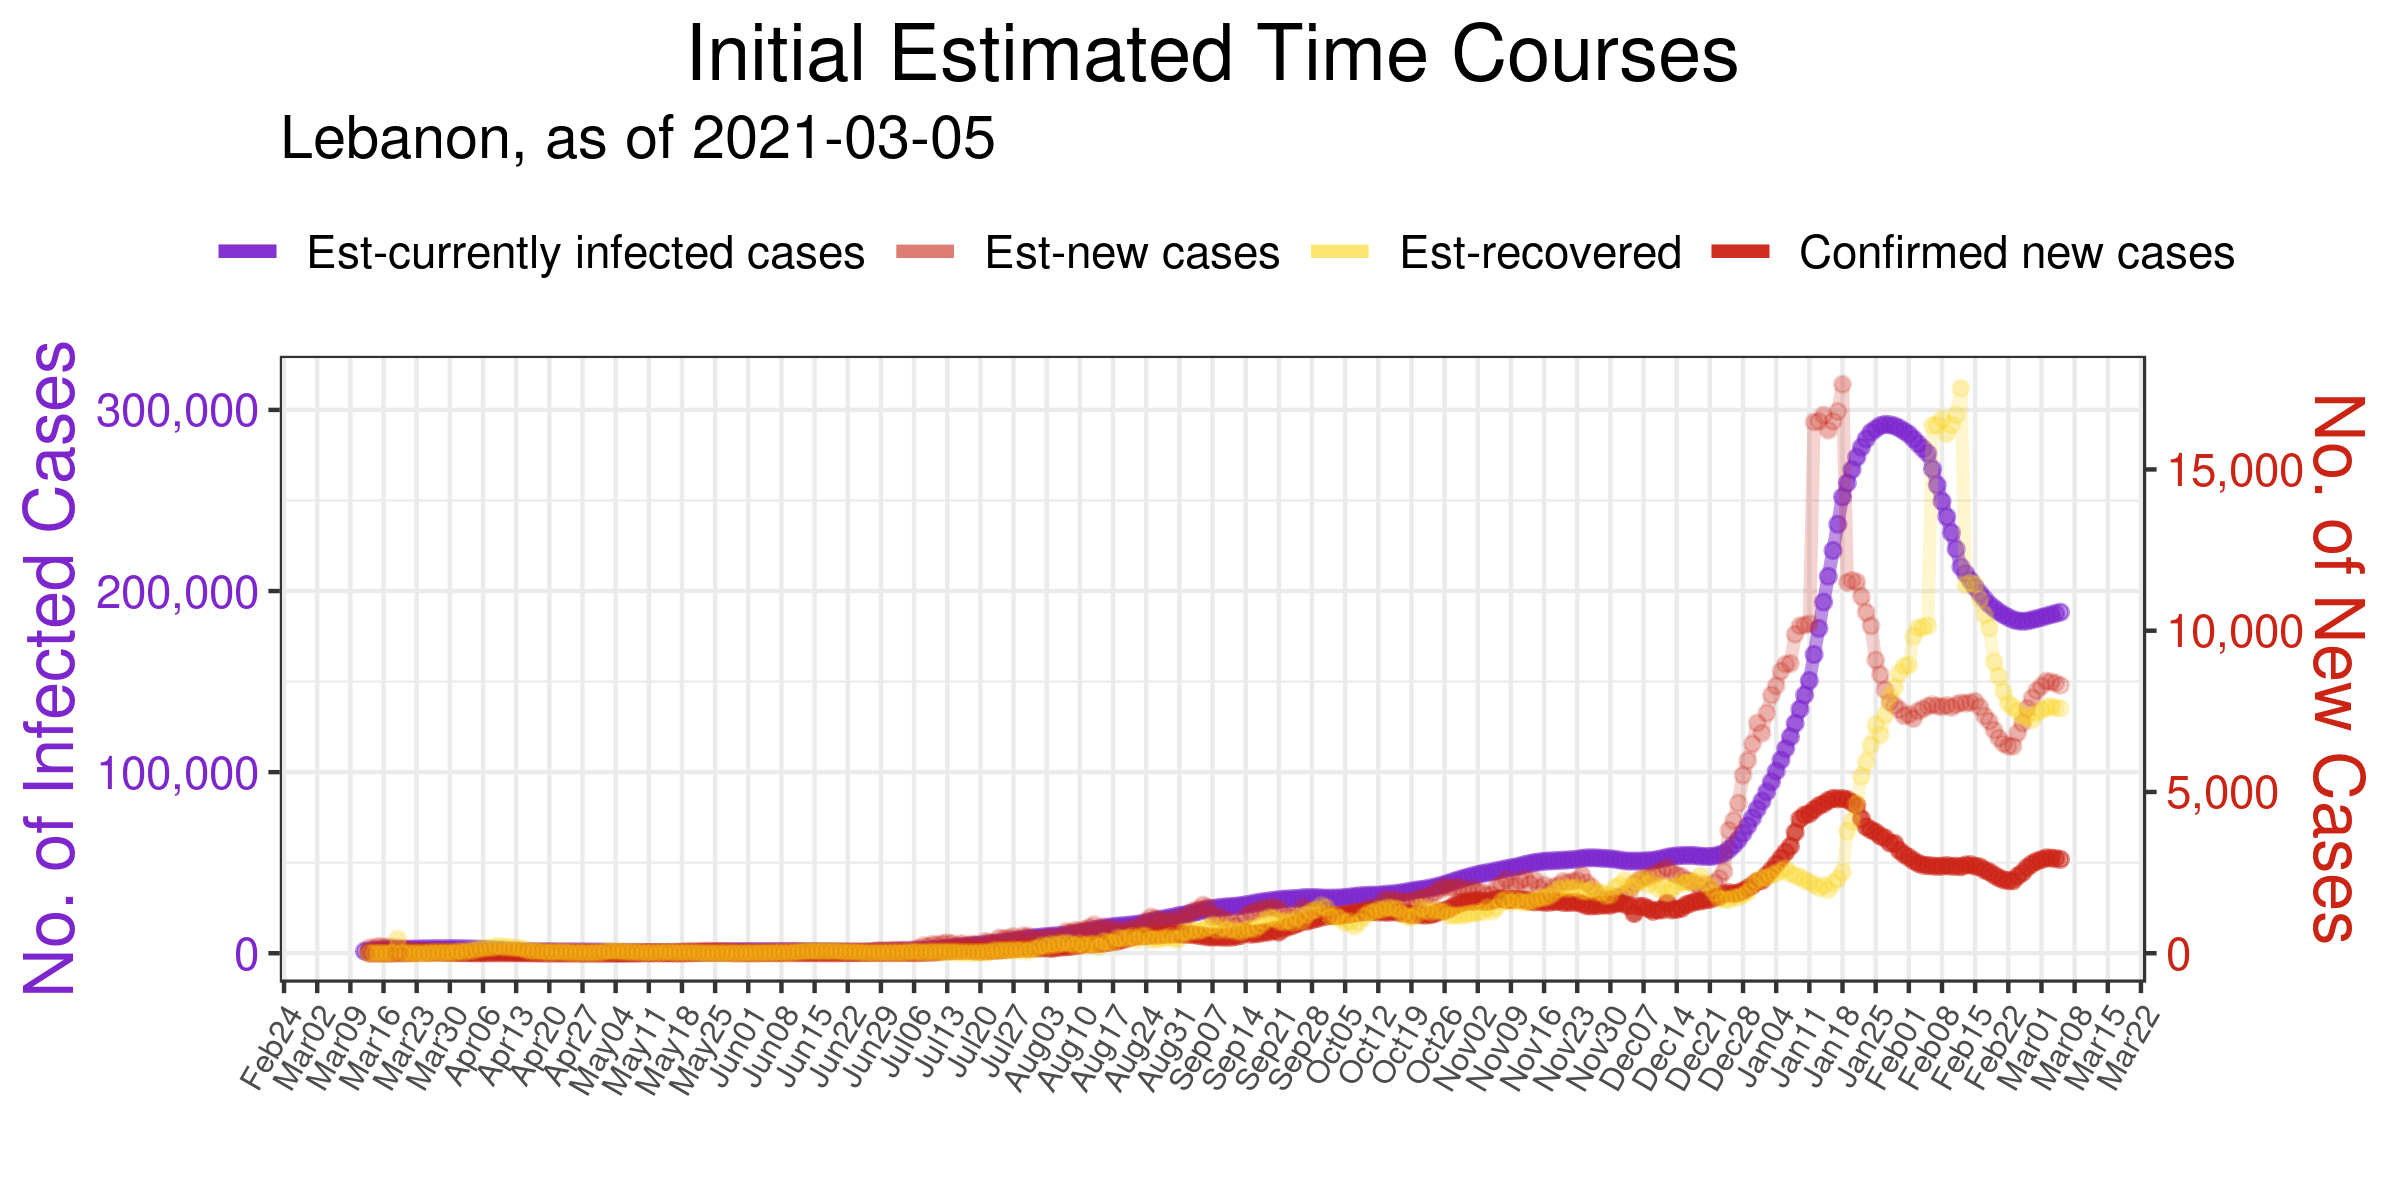 Initial Estimated Time Courses
Lebanon, as of 2021-03-05
Est-currently infected cases Est-new cases Est-recovered Confirmed new cases
No. of Infected Cases
300,000
200,000
100,000
0
15,000
10,000
5,000
0
No. of New Cases
Feb24 Mar02 Mar09 Mar16 Mar23 Mar30 Apr06 Apr13 Apr20 Apr27 May04 May11 May18 May25 Jun01 Jun08 Jun15 Jun22 Jun29 Jul06 Jul13 Jul20 Jul27 Aug03 Aug10 Aug17 Aug24 Aug31 Sep07 Sep14 Sep21 Sep28 Oct05 Oct12 Oct19 Oct26 Nov02 Nov09 Nov16 Nov23 Nov30 Dec07 Dec14 Dec21 Dec28 Jan04 Jan11 Jan18 Jan25 Feb01 Feb08 Feb15 Feb22 Mar01 Mar08 Mar15 Mar22